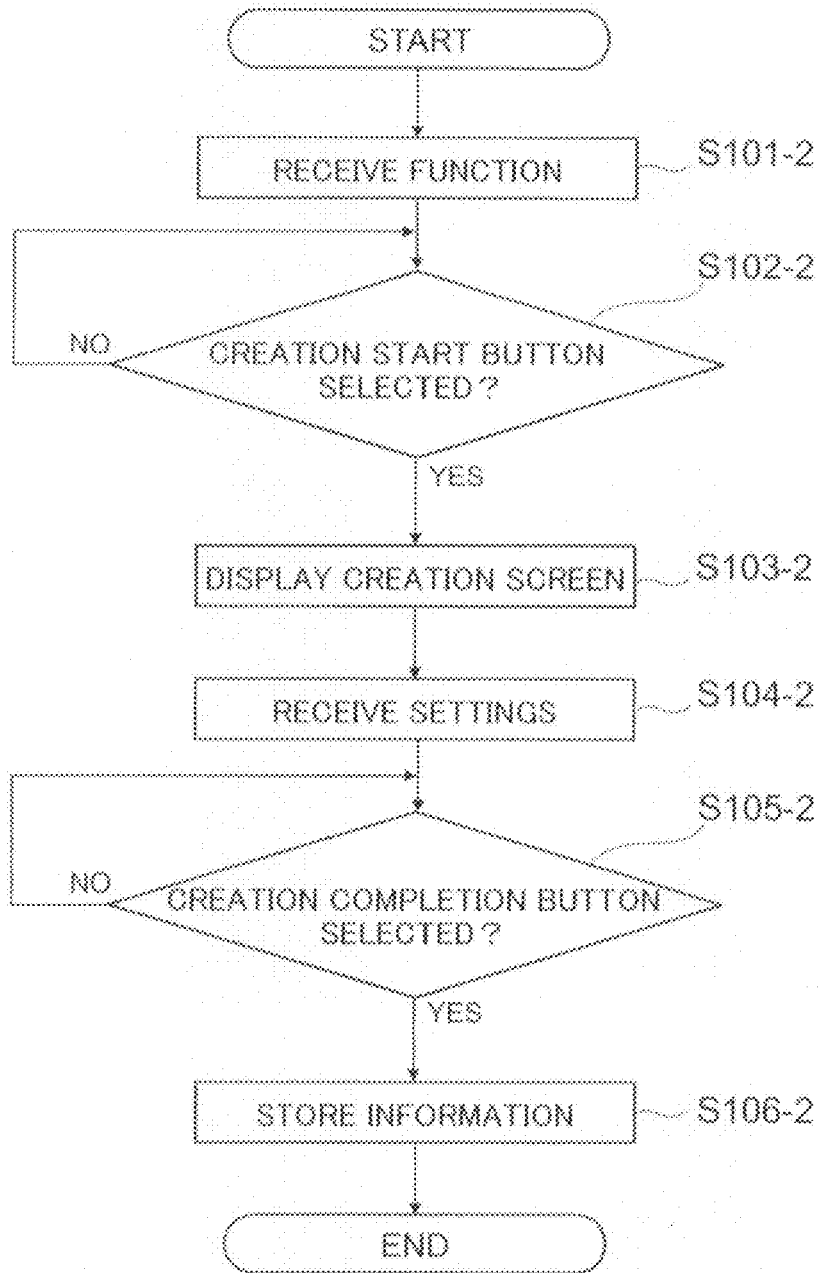 START
RECEIVE FUNCTION
S101-2
S102-2
NO
CREATION START BUTTON
SELECTED?
YES
DISPLAY CREATION SCREEN
S103-2
RECEIVE SETTINGS
S104-2
S105-2
NO
CREATION COMPLETION BUTTON
SELECTED?
YES
STORE INFORMATION
S106-2
END